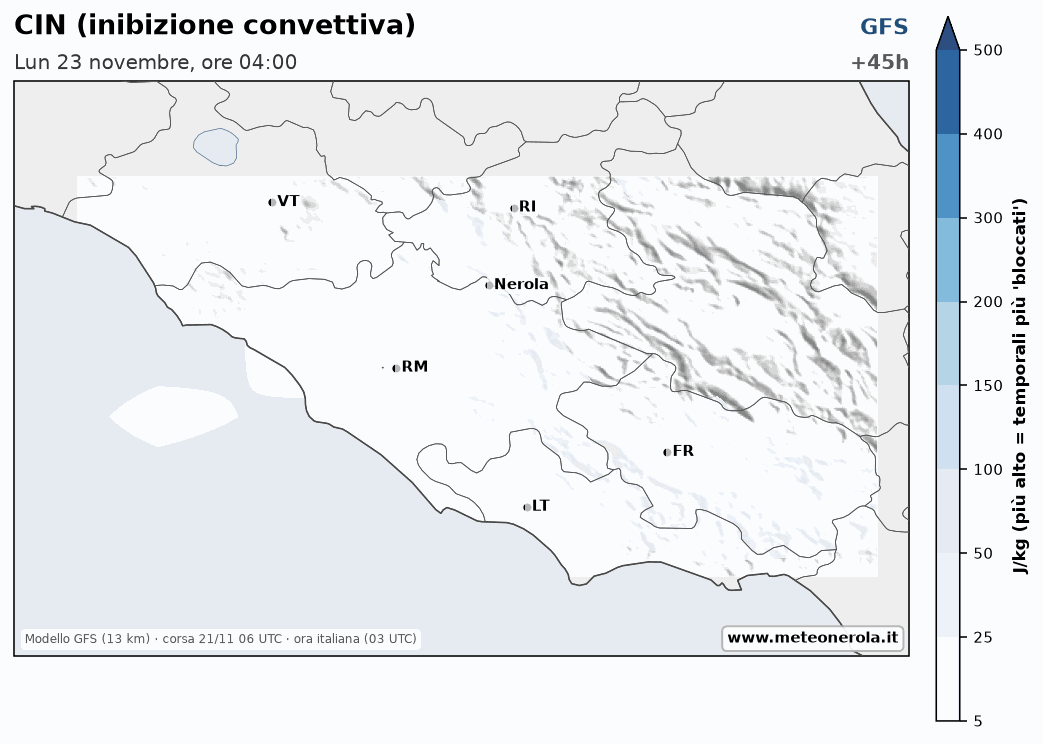 CIN (inibizione convettiva)
GFS
Lun 23 novembre, ore 04:00
+45h
500
400
300
200
150
100
50
25
5
J/kg (più alto = temporali più 'bloccati')
VT
RI
Nerola
RM
FR
LT
Modello GFS (13 km) · corsa 21/11 06 UTC · ora italiana (03 UTC)
www.meteonerola.it